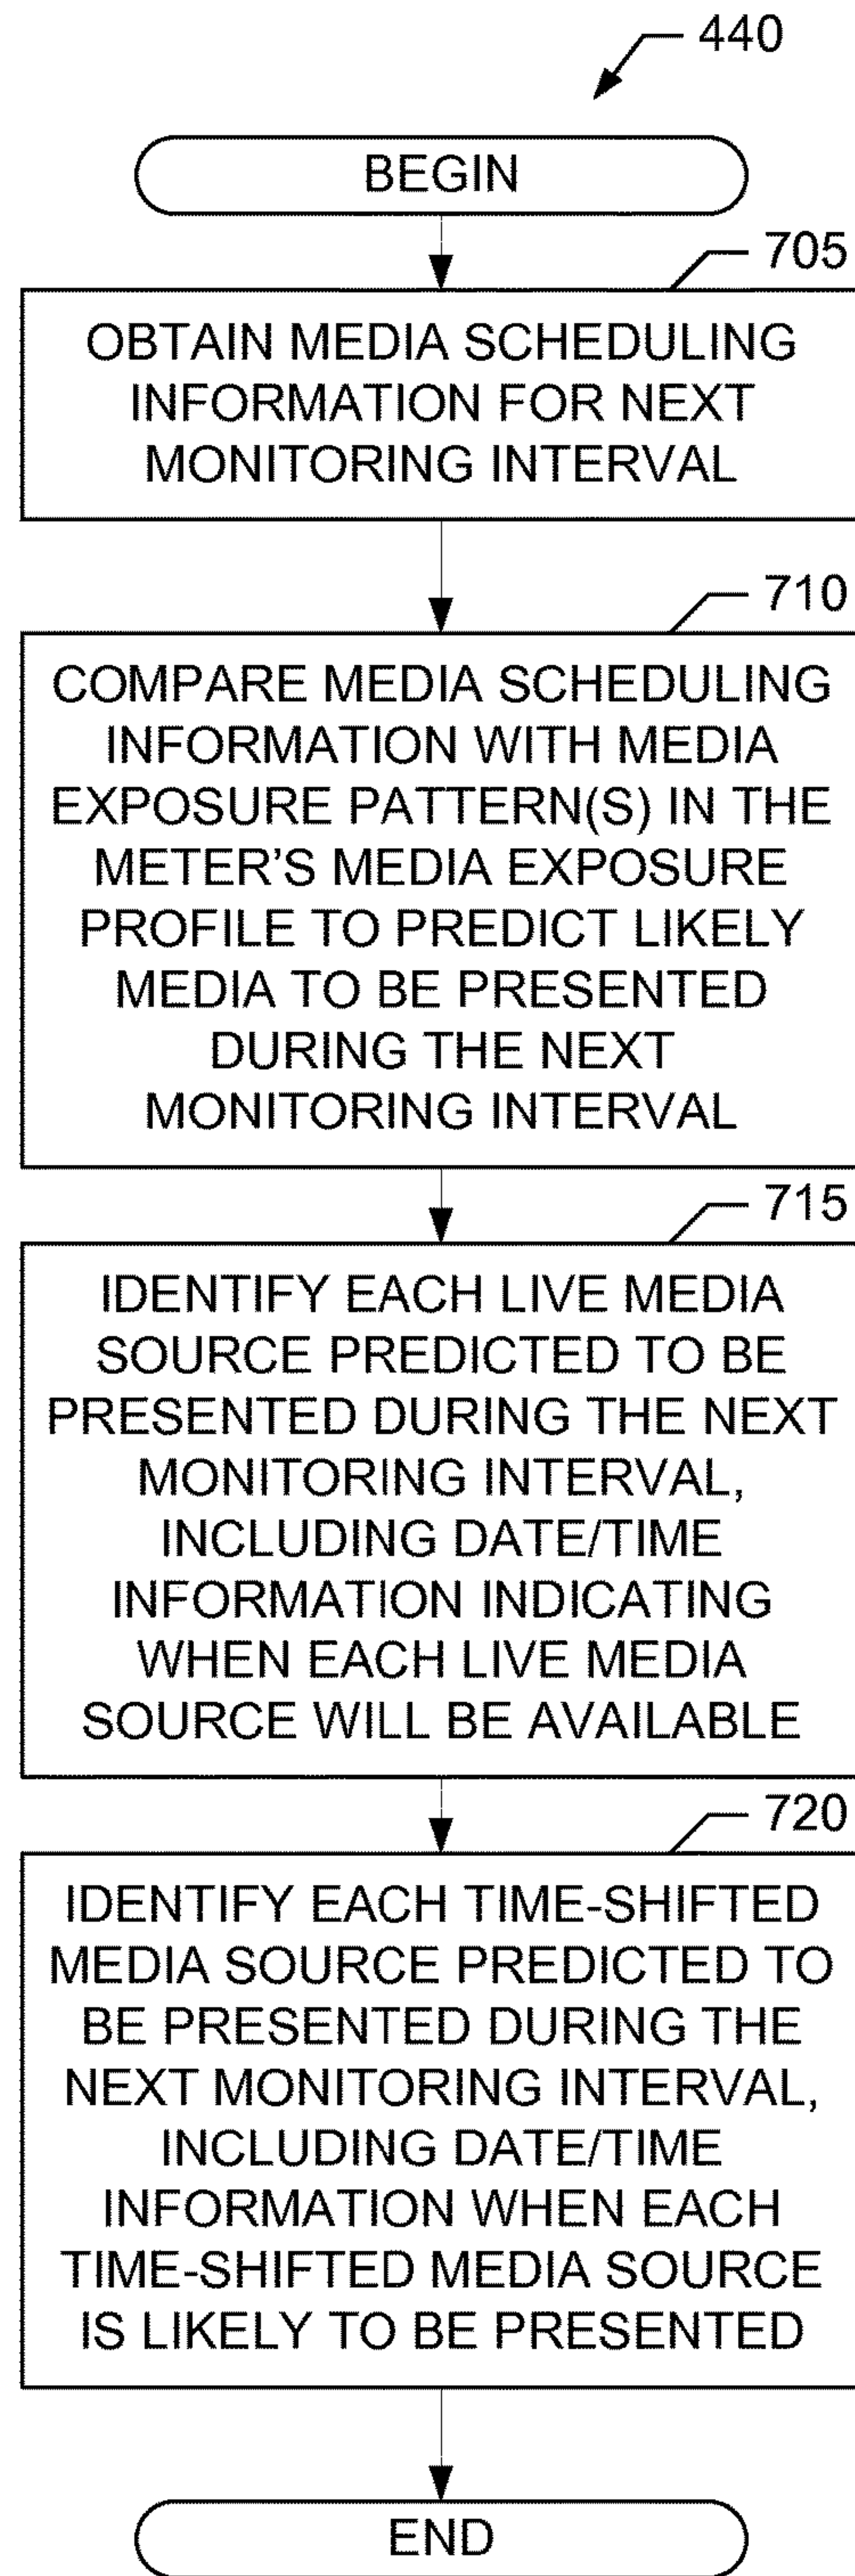 440
BEGIN
705
OBTAIN MEDIA SCHEDULING
INFORMATION FOR NEXT
MONITORING INTERVAL
710
COMPARE MEDIA SCHEDULING
INFORMATION WITH MEDIA
EXPOSURE PATTERN(S) IN THE
METER'S MEDIA EXPOSURE
PROFILE TO PREDICT LIKELY
MEDIA TO BE PRESENTED
DURING THE NEXT
MONITORING INTERVAL
715
IDENTIFY EACH LIVE MEDIA
SOURCE PREDICTED TO BE
PRESENTED DURING THE NEXT
MONITORING INTERVAL,
INCLUDING DATE/TIME
INFORMATION INDICATING
WHEN EACH LIVE MEDIA
SOURCE WILL BE AVAILABLE
720
IDENTIFY EACH TIME-SHIFTED
MEDIA SOURCE PREDICTED TO
BE PRESENTED DURING THE
NEXT MONITORING INTERVAL,
INCLUDING DATE/TIME
INFORMATION WHEN EACH
TIME-SHIFTED MEDIA SOURCE
IS LIKELY TO BE PRESENTED
END